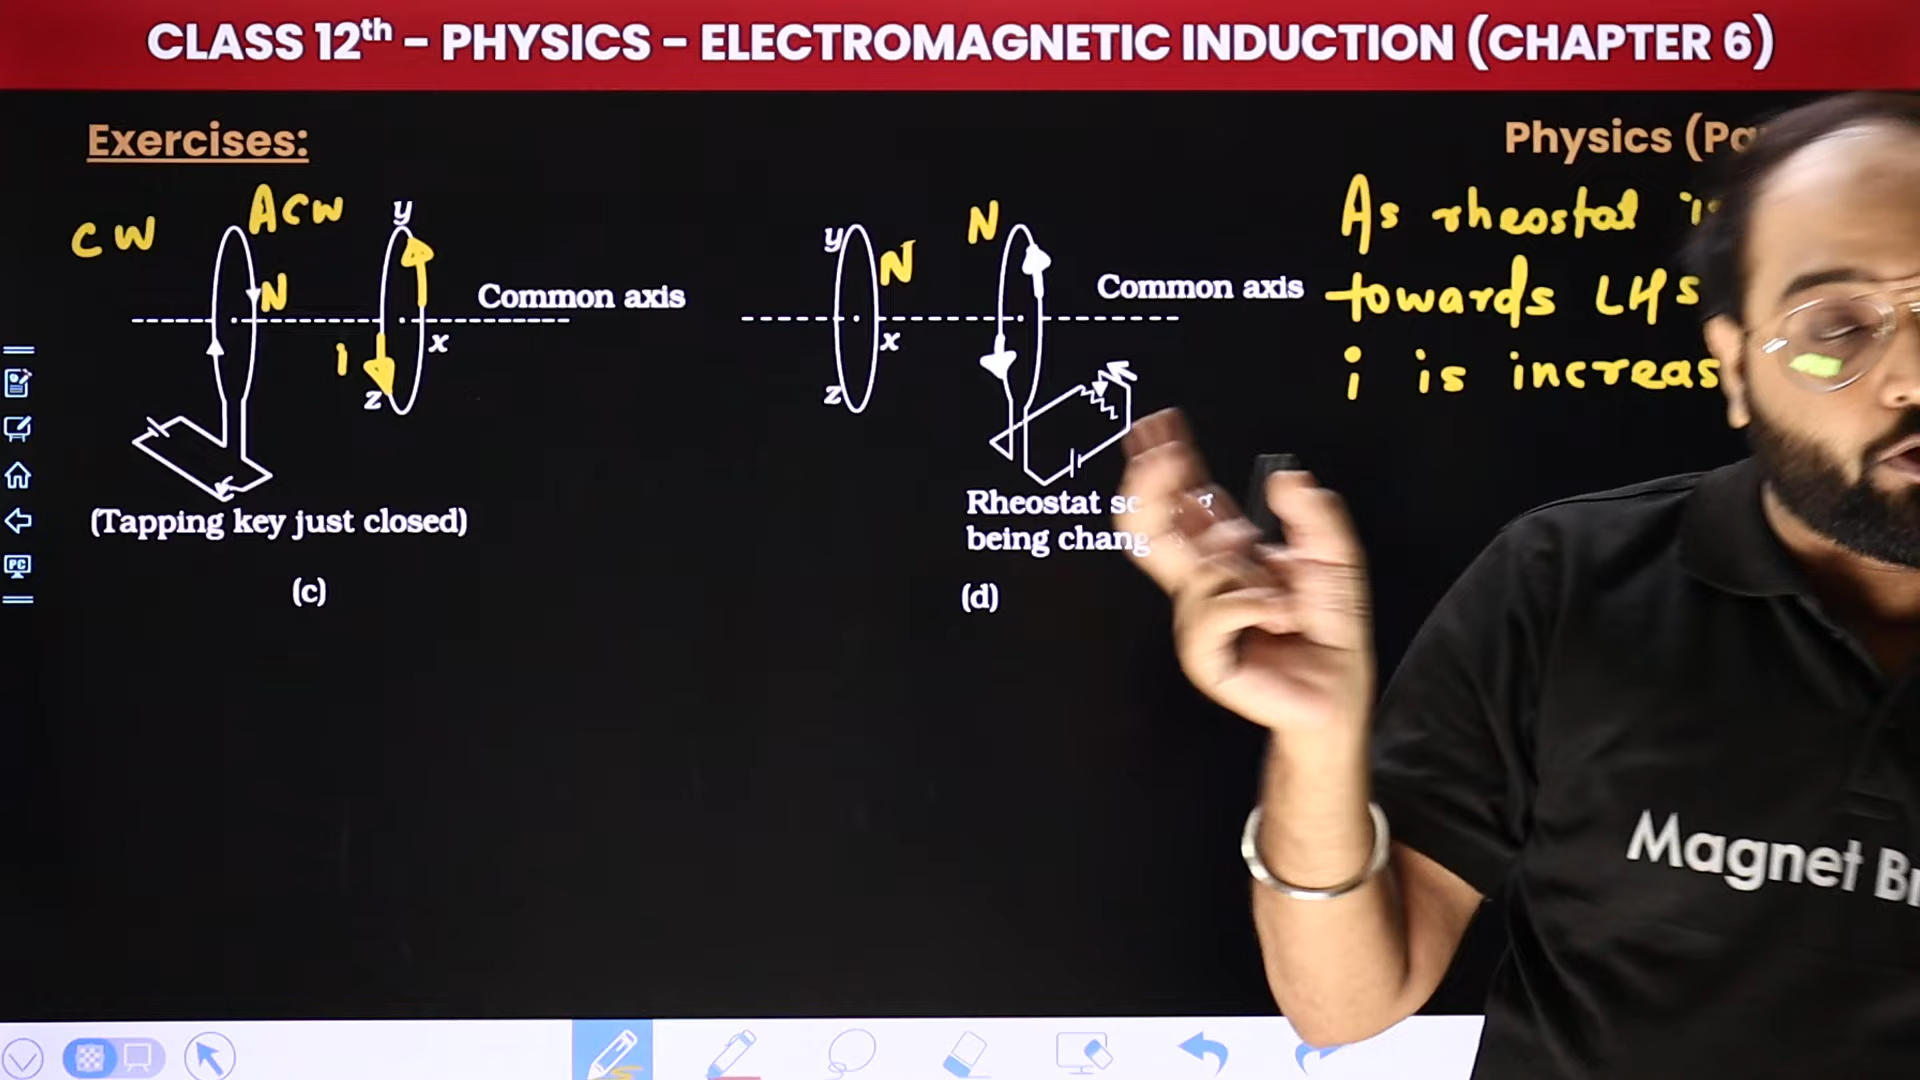 CLASS 12th - PHYSICS - ELECTROMAGNETIC INDUCTION (CHAPTER 6)
Exercises:
Physics
CW
ACW
N
y
i
x
z
Common axis
(Tapping key just closed)
(c)
y
N
x
z
N
Common axis
Rheostat
being
(d)
As rheostat
towards LHS
i is increas
PC
Magnet